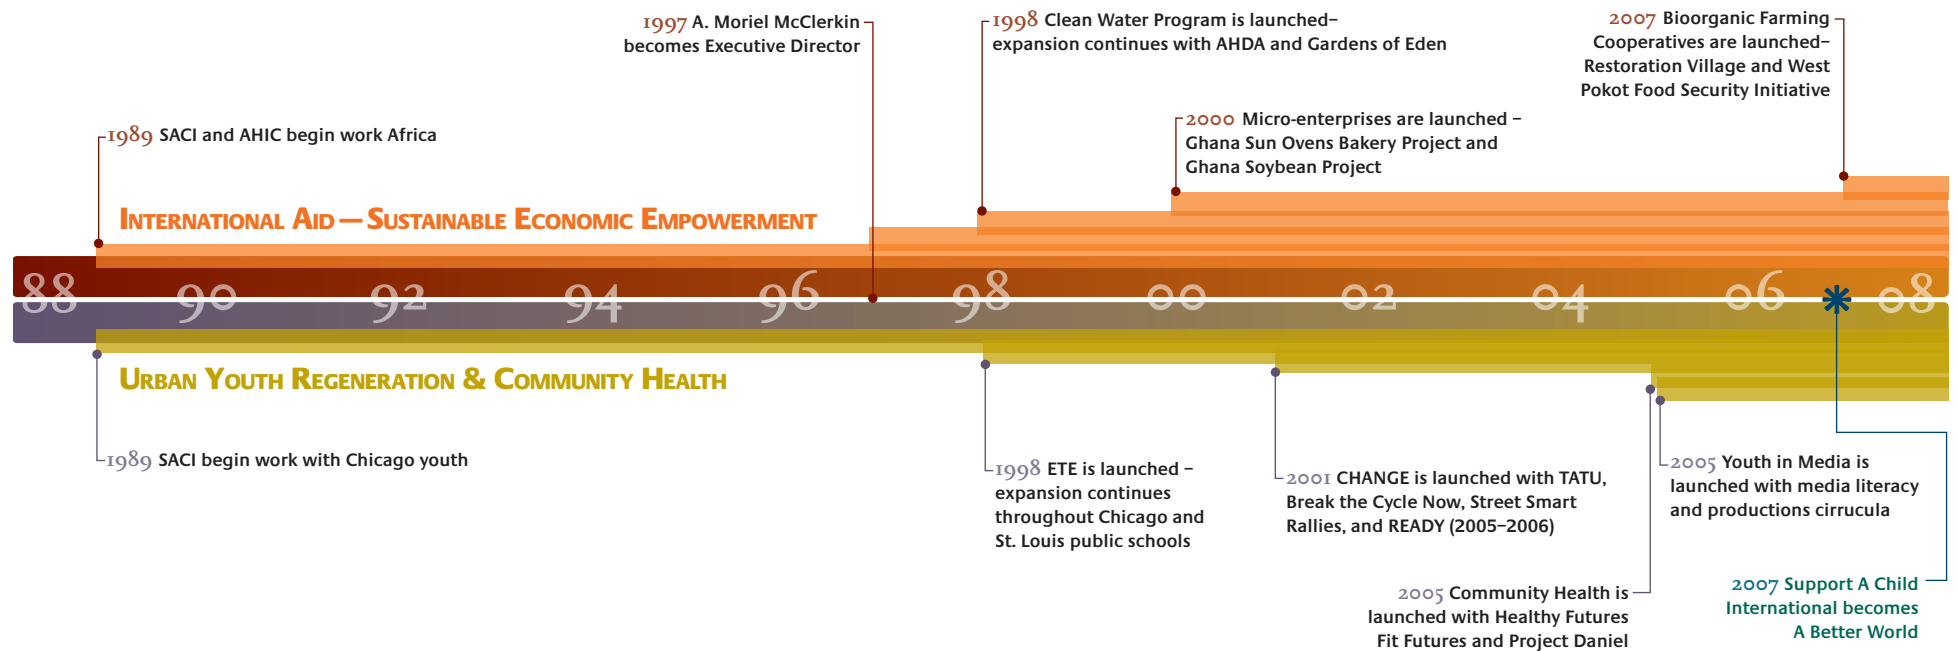 1997 A. Moriel McClerkin
becomes Executive Director
1998 Clean Water Program is launched–
expansion continues with AHDA and Gardens of Eden
2007 Bioorganic Farming
Cooperatives are launched–
Restoration Village and West
Pokot Food Security Initiative
1989 SACI and AHIC begin work Africa
2000 Micro-enterprises are launched –
Ghana Sun Ovens Bakery Project and
Ghana Soybean Project
International Aid — Sustainable Economic Empowerment
88 90 92 94 96 98 00 02 04 06 08
Urban Youth Regeneration & Community Health
1989 SACI begin work with Chicago youth
1998 ETE is launched –
expansion continues
throughout Chicago and
St. Louis public schools
2001 CHANGE is launched with TATU,
Break the Cycle Now, Street Smart
Rallies, and READY (2005–2006)
2005 Youth in Media is
launched with media literacy
and productions cirrucula
2005 Community Health is
launched with Healthy Futures
Fit Futures and Project Daniel
2007 Support A Child
International becomes
A Better World